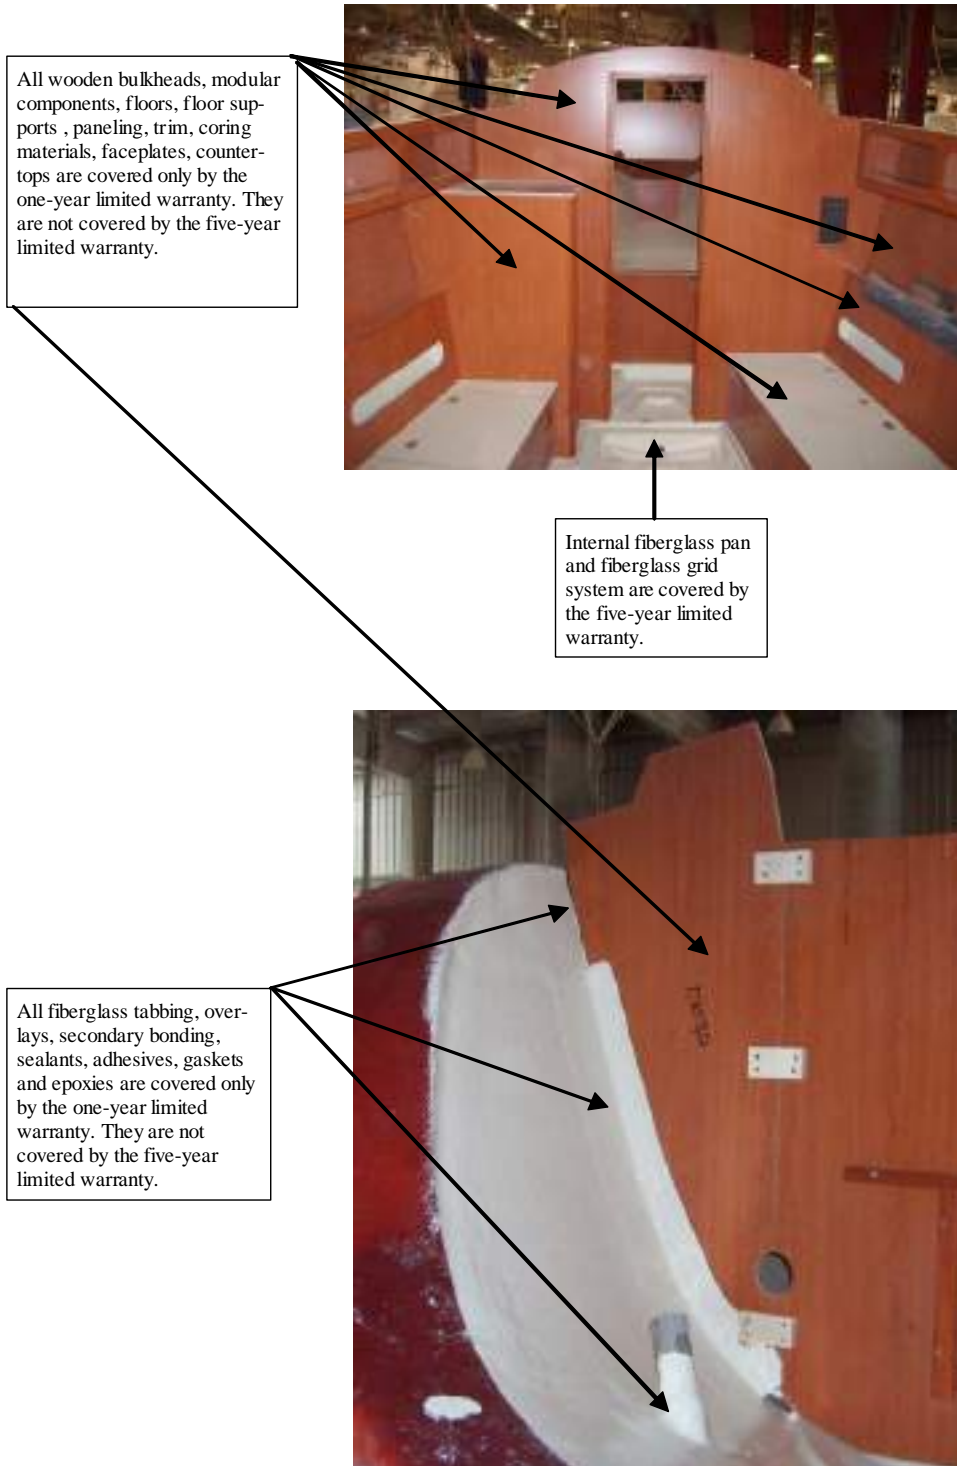 All wooden bulkheads, modular
components, floors, floor sup-
ports , paneling, trim, coring
materials, faceplates, counter-
tops are covered only by the
one-year limited warranty. They
are not covered by the five-year
limited warranty.
Internal fiberglass pan
and fiberglass grid
system are covered by
the five-year limited
warranty.
All fiberglass tabbing, over-
lays, secondary bonding,
sealants, adhesives, gaskets
and epoxies are covered only
by the one-year limited
warranty. They are not
covered by the five-year
limited warranty.